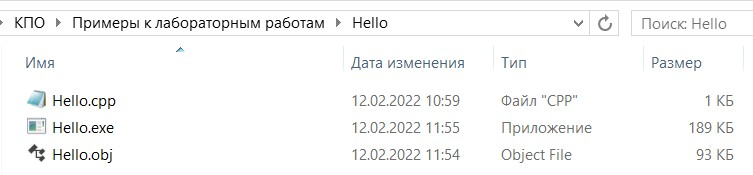 КПО Примеры к лабораторным работам Hello Поиск: Hello
Имя Дата изменения Тип Размер
Hello.cpp 12.02.2022 10:59 Файл "CPP" 1 КБ
Hello.exe 12.02.2022 11:55 Приложение 189 КБ
Hello.obj 12.02.2022 11:54 Object File 93 КБ